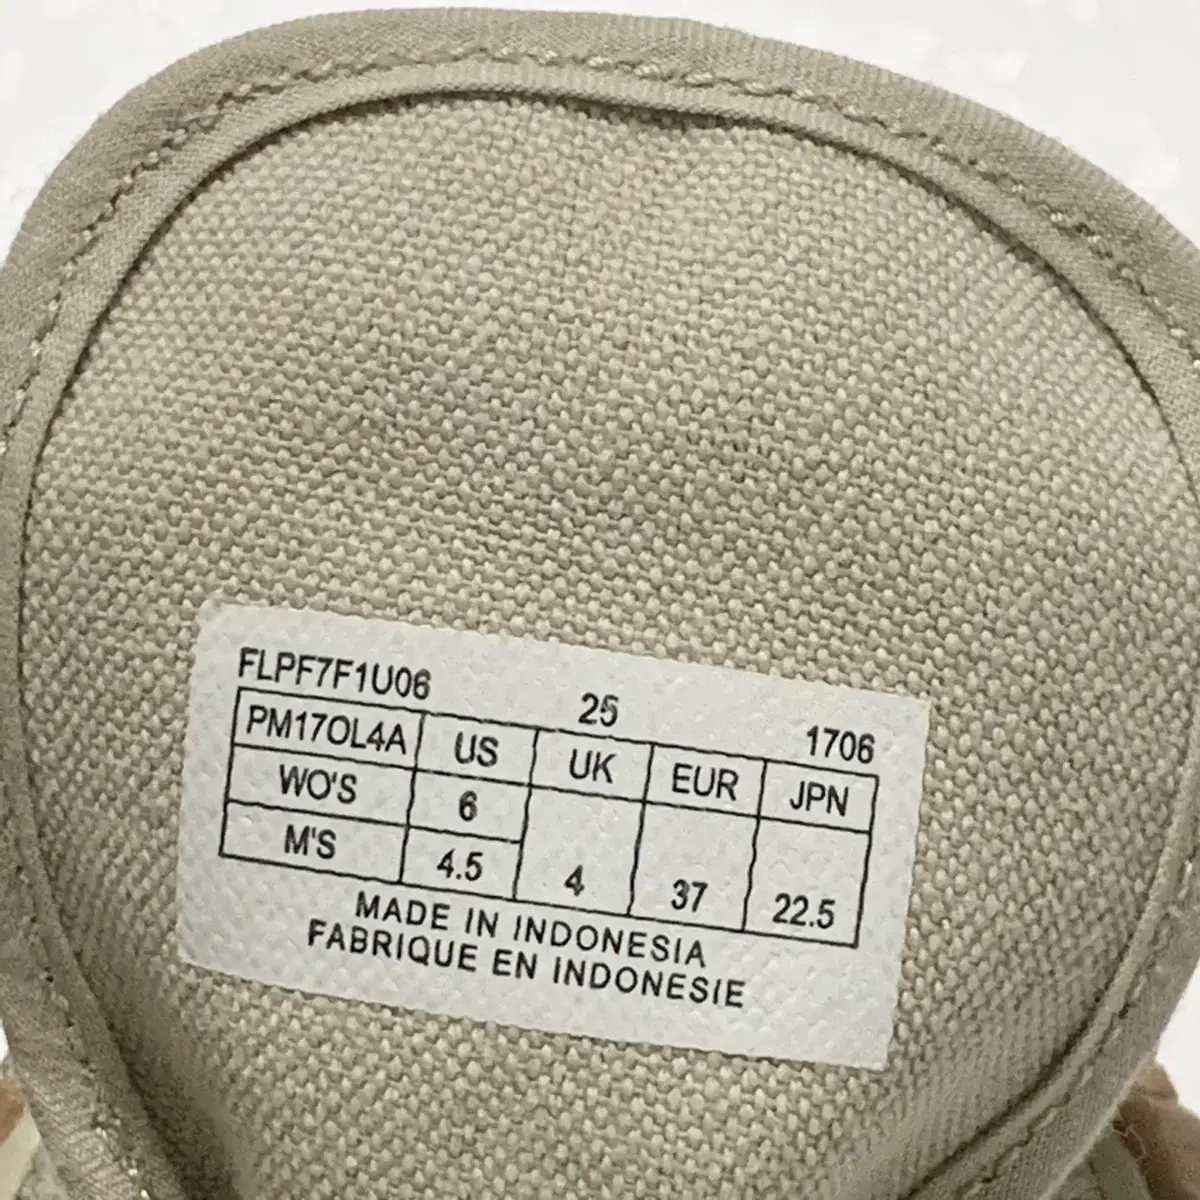 FLPF7F1U06 25 1706
PM17OL4A US UK EUR JPN
WO'S 6
M'S 4.5 4 37 22.5
MADE IN INDONESIA
FABRIQUE EN INDONESIE